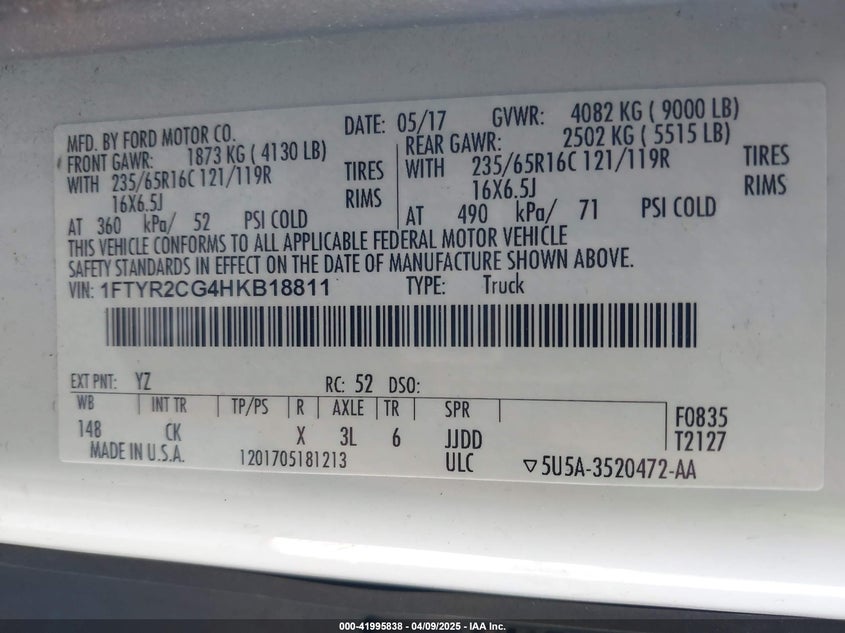 MFD. BY FORD MOTOR CO.
DATE: 05/17
GVWR: 4082 KG ( 9000 LB)
FRONT GAWR: 1873 KG ( 4130 LB)
WITH 235/65R16C 121/119R TIRES
16X6.5J RIMS
AT 360 kPa/ 52 PSI COLD
REAR GAWR: 2502 KG ( 5515 LB)
WITH 235/65R16C 121/119R TIRES
16X6.5J RIMS
AT 490 kPa/ 71 PSI COLD
THIS VEHICLE CONFORMS TO ALL APPLICABLE FEDERAL MOTOR VEHICLE
SAFETY STANDARDS IN EFFECT ON THE DATE OF MANUFACTURE SHOWN ABOVE.
VIN: 1FTYR2CG4HKB18811 TYPE: Truck
EXT PNT: YZ RC: 52 DSO:
WB INT TR TP/PS R AXLE TR SPR
148 CK X 3L 6 JJDD
F0835
T2127
MADE IN U.S.A. 1201705181213 ULC ▽5U5A-3520472-AA
000-41995838 - 04/09/2025 - IAA Inc.